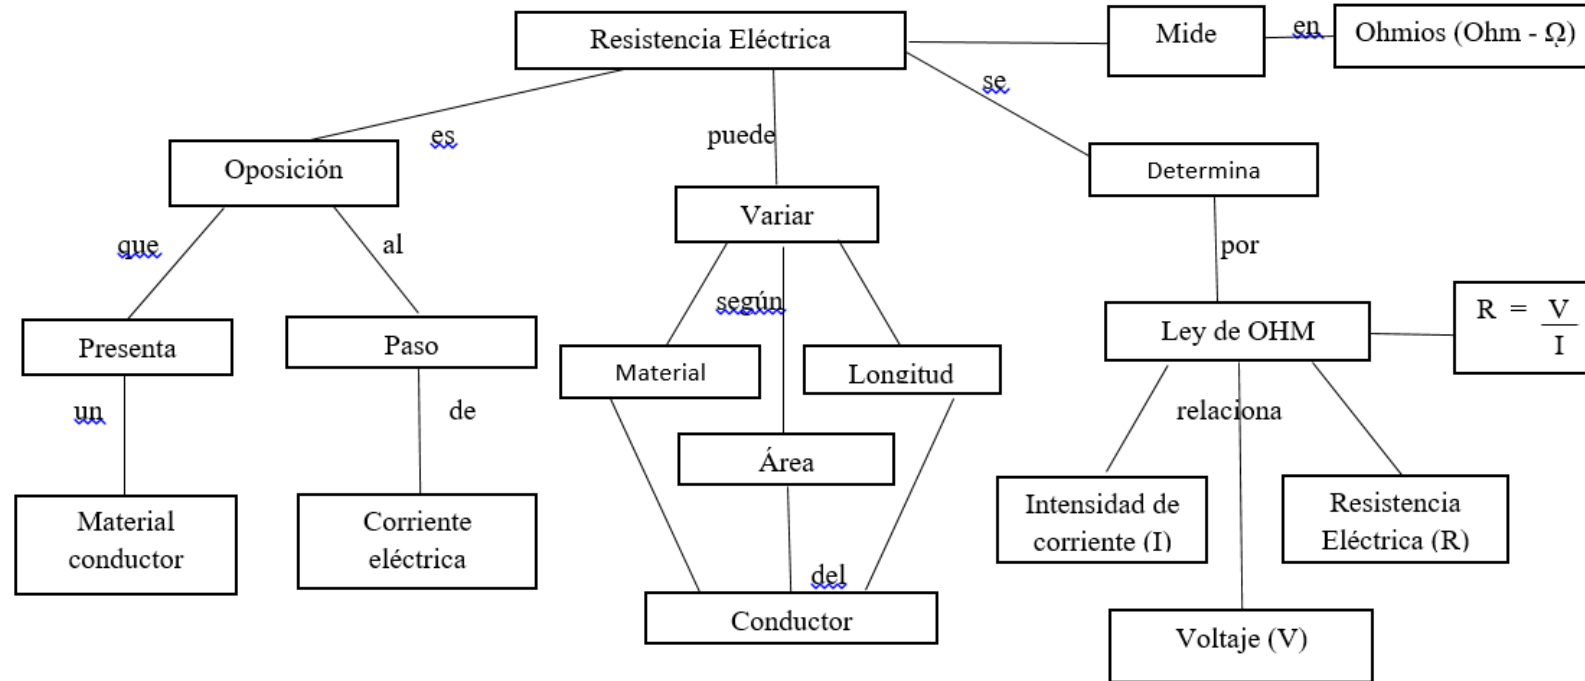 Resistencia Eléctrica
Mide
en
Ohmios (Ohm - Ω)
se
es
puede
Oposición
Determina
Variar
que
al
por
según
R = V
I
Presenta
Paso
Ley de OHM
Material
Longitud
un
de
relaciona
Área
Material
conductor
Corriente
eléctrica
Intensidad de
corriente (I)
Resistencia
Eléctrica (R)
del
Conductor
Voltaje (V)